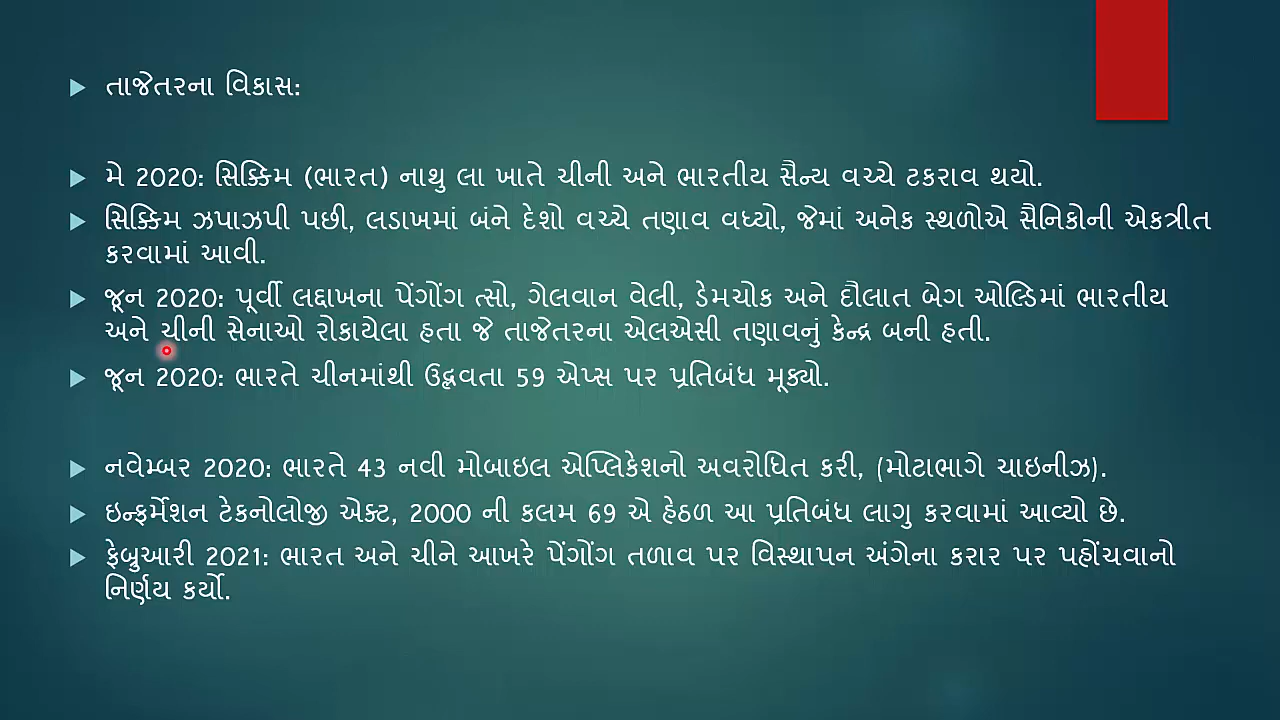 તાજેતરના વિકાસ:
મે 2020: સિક્કિમ (ભારત) નાથુ લા ખાતે ચીની અને ભારતીય સૈન્ય વચ્ચે ટકરાવ થયો.
સિક્કિમ ઝપાઝપી પછી, લડાખમાં બંને દેશો વચ્ચે તણાવ વધ્યો, જેમાં અનેક સ્થળોએ સૈનિકોની એકત્રીત
કરવામાં આવી.
જૂન 2020: પૂર્વી લદ્દાખના પેંગોંગ ત્સો, ગેલવાન વેલી, ડેમચોક અને દૌલાત બેગ ઓલ્ડિમાં ભારતીય
અને ચીની સેનાઓ રોકાયેલા હતા જે તાજેતરના એલએસી તણાવનું કેન્દ્ર બની હતી.
જૂન 2020: ભારતે ચીનમાંથી ઉદ્ભવતા 59 એપ્સ પર પ્રતિબંધ મૂક્યો.
નવેમ્બર 2020: ભારતે 43 નવી મોબાઇલ એપ્લિકેશનો અવરોધિત કરી, (મોટાભાગે ચાઇનીઝ).
ઇન્ફર્મેશન ટેકનોલોજી એક્ટ, 2000 ની કલમ 69 એ હેઠળ આ પ્રતિબંધ લાગુ કરવામાં આવ્યો છે.
ફેબ્રુઆરી 2021: ભારત અને ચીને આખરે પેંગોંગ તળાવ પર વિસ્થાપન અંગેના કરાર પર પહોંચવાનો
નિર્ણય કર્યો.